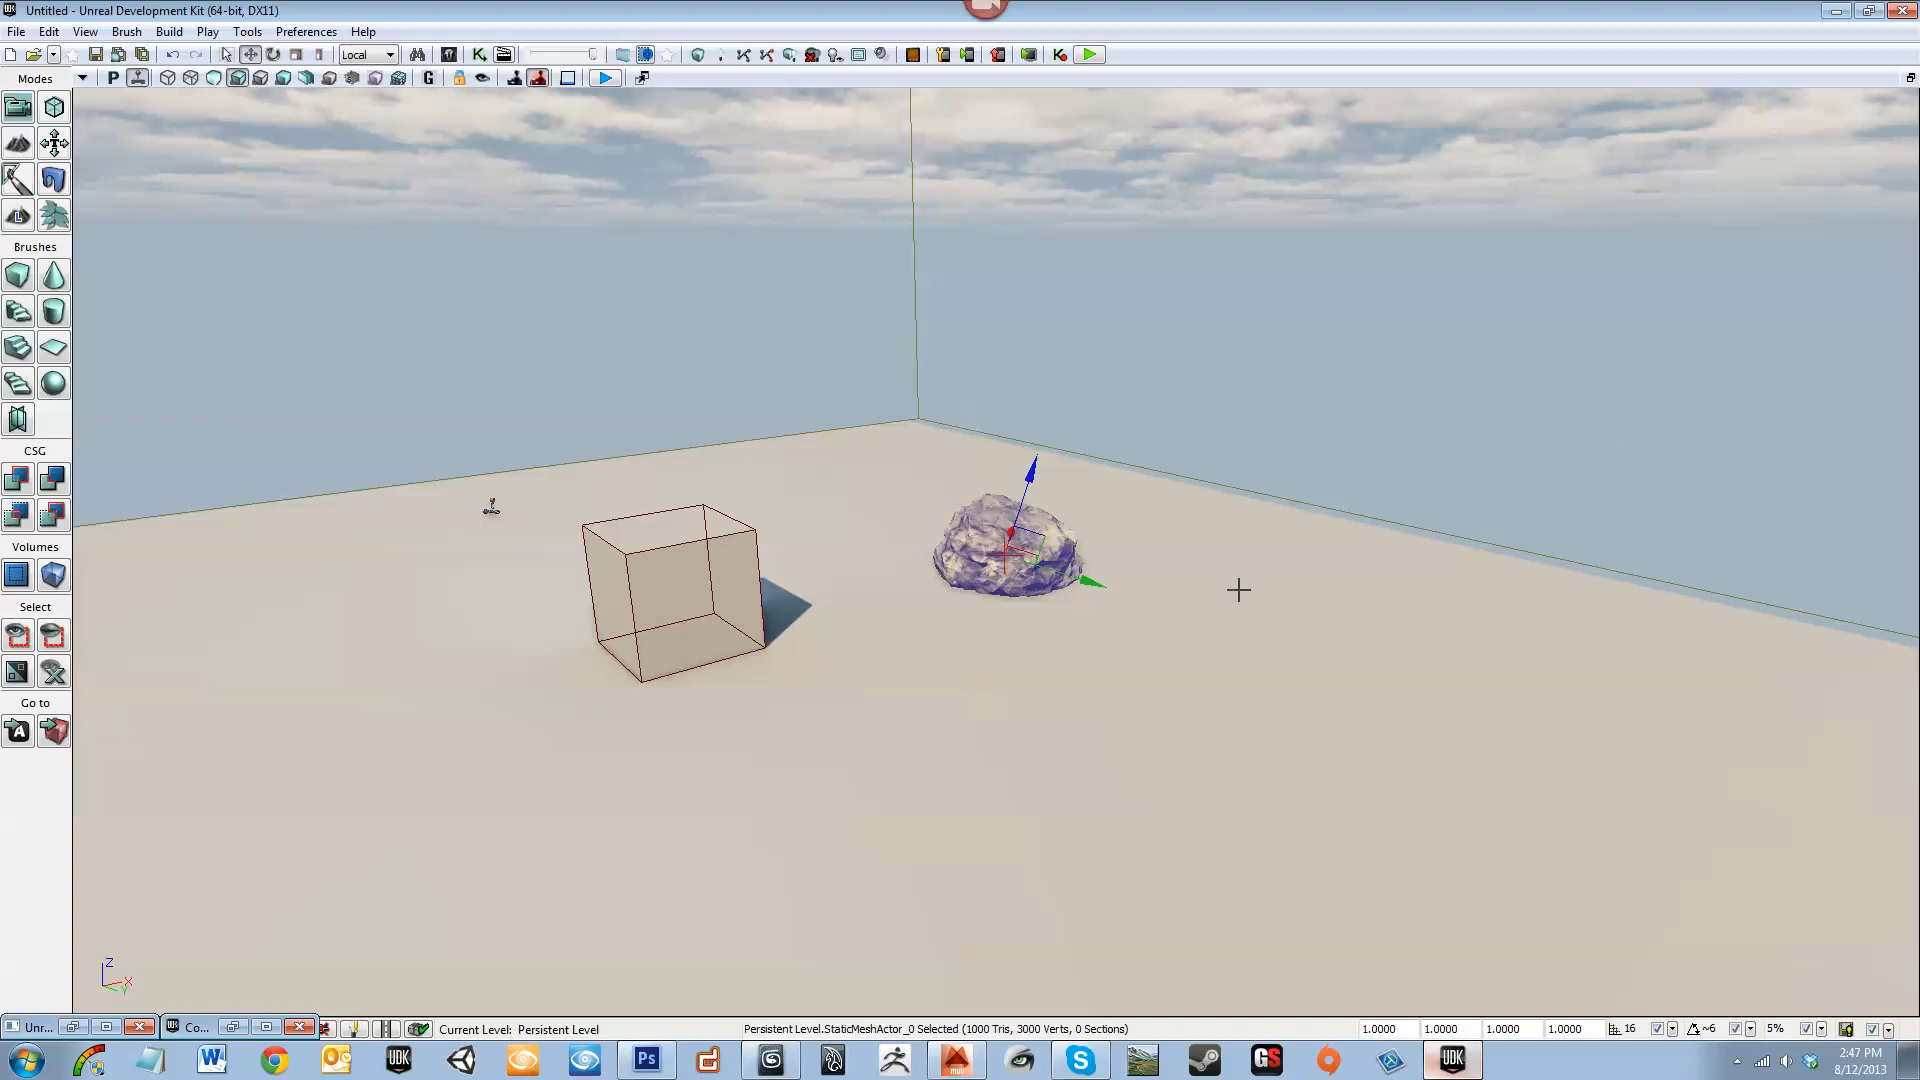 Untitled - Unreal Development Kit (64-bit, DX11)
File Edit View Brush Build Play Tools Preferences Help
Local
Modes
P
G
L
Brushes
CSG
Volumes
Select
Go to
A
Z
X
Y
Unr...
Co...
Current Level: Persistent Level
Persistent Level.StaticMeshActor_0 Selected (1000 Tris, 3000 Verts, 0 Sections)
1.0000 1.0000 1.0000 1.0000
16
~6
5%
W
UDK
Ps
S
GS
UDK
2:47 PM
8/12/2013